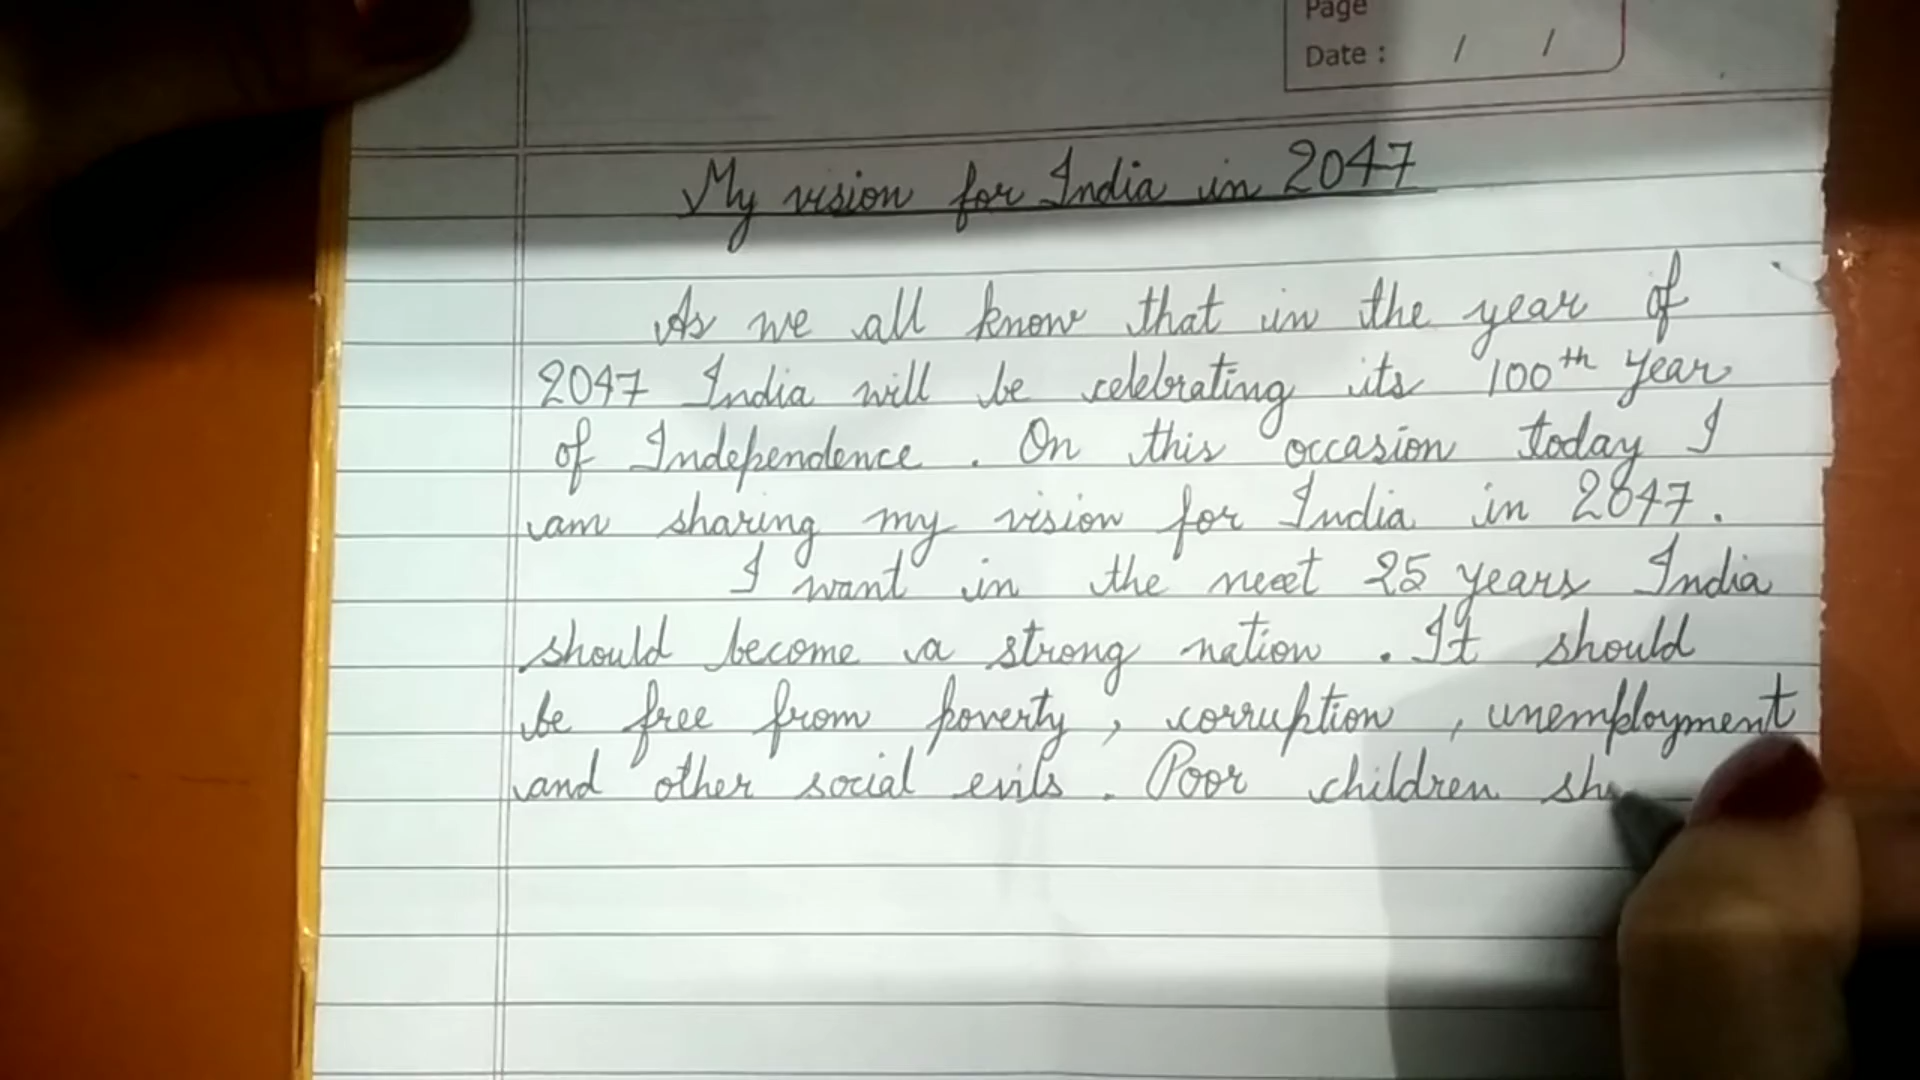 Page
Date : / /
My vision for India in 2047
As we all know that in the year of
2047 India will be celebrating its 100th year
of Independence. On this occasion today I
am sharing my vision for India in 2047.
I want in the next 25 years India
should become a strong nation. It should
be free from poverty, corruption, unemployment
and other social evils. Poor children